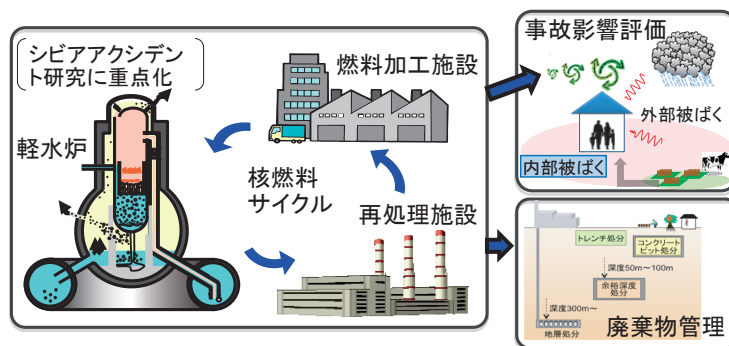 シビアアクシデン
ト研究に重点化
軽水炉
燃料加工施設
核燃料
サイクル
再処理施設
事故影響評価
外部被ばく
内部被ばく
トレンチ処分
コンクリート
ピット処分
深度50m～100m
余裕深度
処分
深度300m～
地層処分
廃棄物管理